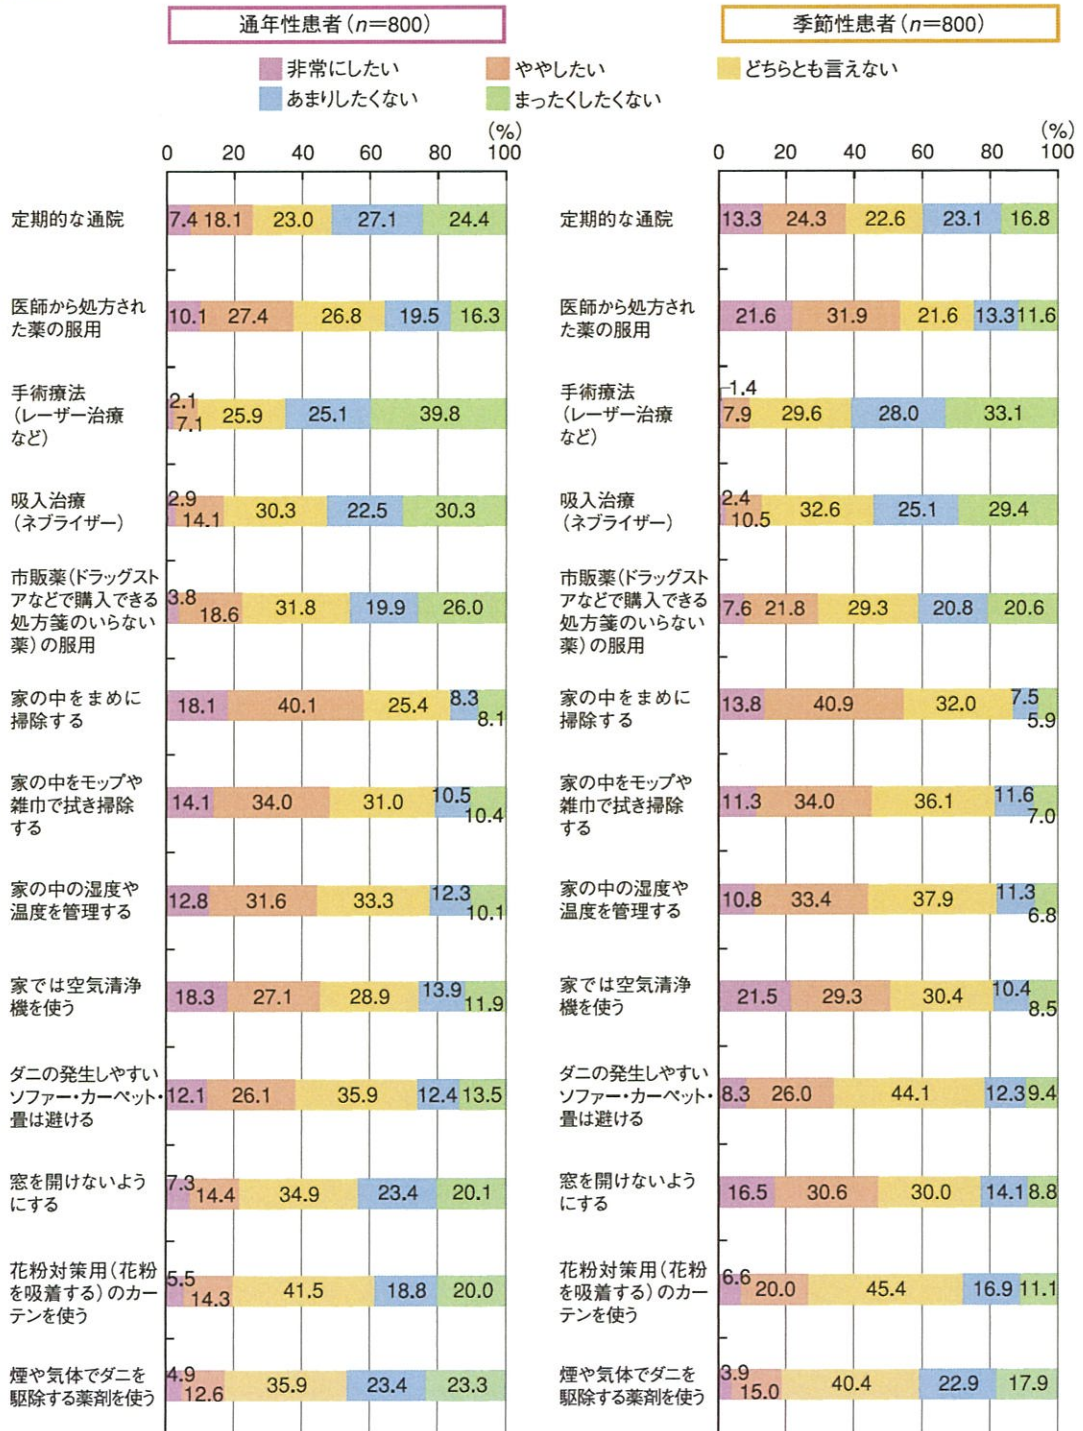 通年性患者(n=800)
季節性患者(n=800)
非常にしたい
ややしたい
どちらとも言えない
あまりしたくない
まったくしたくない
(%)
0 20 40 60 80 100
定期的な通院
7.4 18.1 23.0 27.1 24.4
医師から処方され
た薬の服用
10.1 27.4 26.8 19.5 16.3
手術療法
(レーザー治療
など)
2.1 7.1 25.9 25.1 39.8
吸入治療
(ネブライザー)
2.9 14.1 30.3 22.5 30.3
市販薬(ドラッグスト
アなどで購入できる
処方箋のいらない
薬)の服用
3.8 18.6 31.8 19.9 26.0
家の中をまめに
掃除する
18.1 40.1 25.4 8.3 8.1
家の中をモップや
雑巾で拭き掃除
する
14.1 34.0 31.0 10.5 10.4
家の中の湿度や
温度を管理する
12.8 31.6 33.3 12.3 10.1
家では空気清浄
機を使う
18.3 27.1 28.9 13.9 11.9
ダニの発生しやすい
ソファー・カーペット・
畳は避ける
12.1 26.1 35.9 12.4 13.5
窓を開けないよう
にする
7.3 14.4 34.9 23.4 20.1
花粉対策用(花粉
を吸着する)のカー
テンを使う
5.5 14.3 41.5 18.8 20.0
煙や気体でダニを
駆除する薬剤を使う
4.9 12.6 35.9 23.4 23.3
(%)
0 20 40 60 80 100
定期的な通院
13.3 24.3 22.6 23.1 16.8
医師から処方され
た薬の服用
21.6 31.9 21.6 13.3 11.6
手術療法
(レーザー治療
など)
1.4 7.9 29.6 28.0 33.1
吸入治療
(ネブライザー)
2.4 10.5 32.6 25.1 29.4
市販薬(ドラッグスト
アなどで購入できる
処方箋のいらない
薬)の服用
7.6 21.8 29.3 20.8 20.6
家の中をまめに
掃除する
13.8 40.9 32.0 7.5 5.9
家の中をモップや
雑巾で拭き掃除
する
11.3 34.0 36.1 11.6 7.0
家の中の湿度や
温度を管理する
10.8 33.4 37.9 11.3 6.8
家では空気清浄
機を使う
21.5 29.3 30.4 10.4 8.5
ダニの発生しやすい
ソファー・カーペット・
畳は避ける
8.3 26.0 44.1 12.3 9.4
窓を開けないよう
にする
16.5 30.6 30.0 14.1 8.8
花粉対策用(花粉
を吸着する)のカー
テンを使う
6.6 20.0 45.4 16.9 11.1
煙や気体でダニを
駆除する薬剤を使う
3.9 15.0 40.4 22.9 17.9